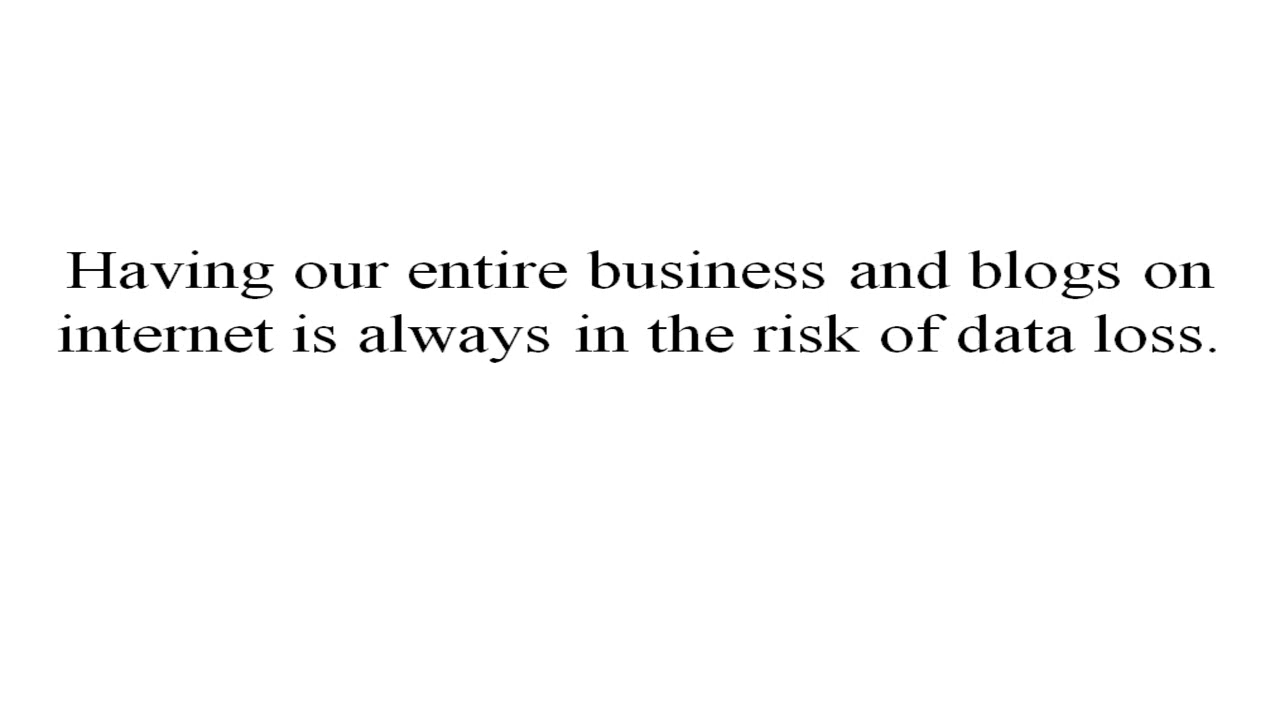 Having our entire business and blogs on
internet is always in the risk of data loss.